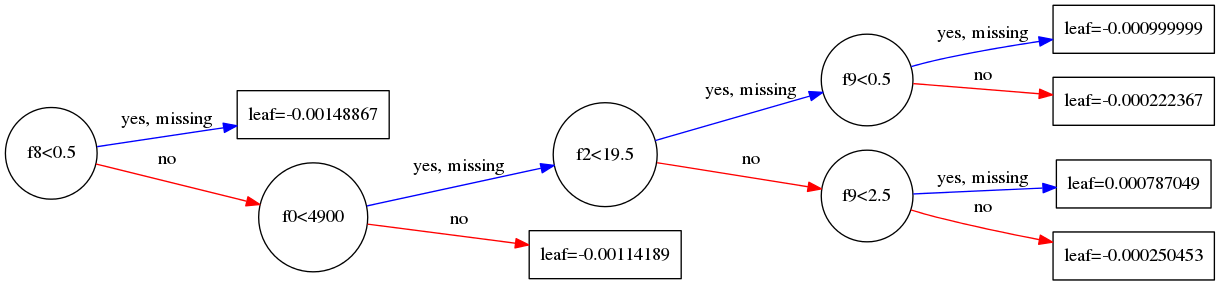 f8<0.5
yes, missing
leaf=-0.00148867
no
f0<4900
yes, missing
f2<19.5
no
leaf=-0.00114189
yes, missing
f9<0.5
yes, missing
leaf=-0.000999999
no
leaf=-0.000222367
no
f9<2.5
yes, missing
leaf=0.000787049
no
leaf=-0.000250453